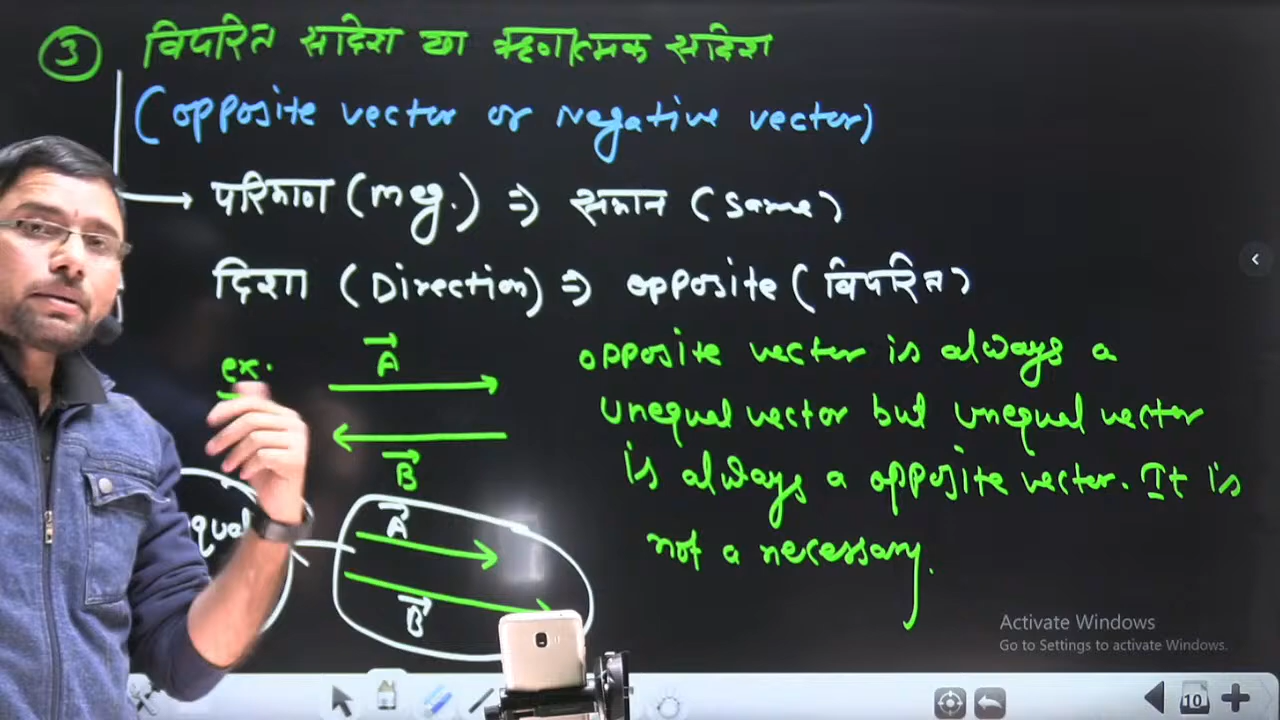 ③ विपरित सदिश या ऋणात्मक सदिश
(opposite vector or Negative vector)
परिमाण (meg.) ⇒ समान (same)
दिशा (Direction) ⇒ opposite (विपरित)
ex. A
B
opposite vector is always a
unequal vector but unequal vector
is always a opposite vector. It is
not a necessary.
A
B
Activate Windows
Go to Settings to activate Windows.
10